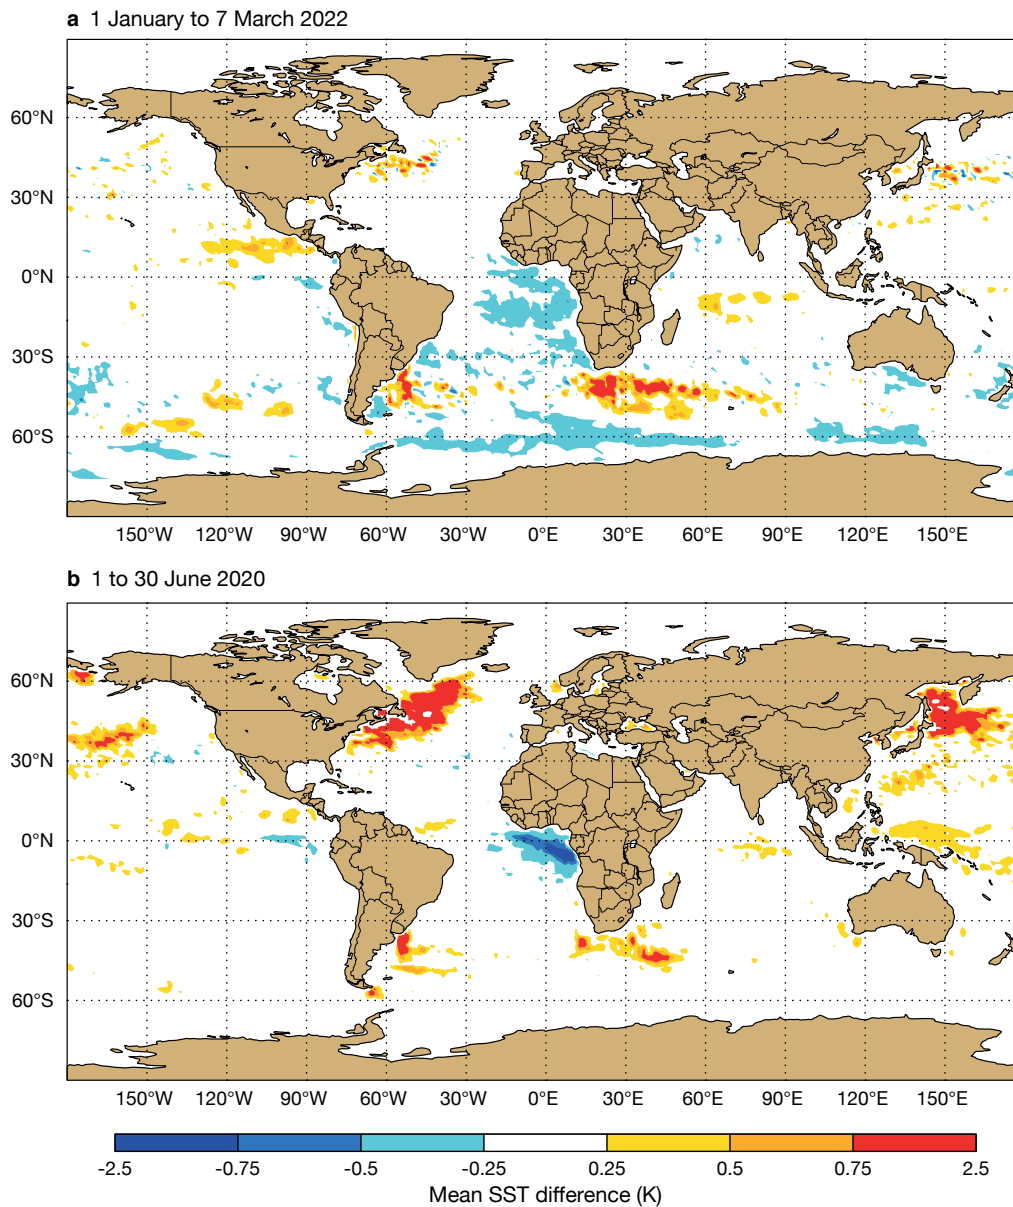 a 1 January to 7 March 2022
60°N
30°N
0°N
30°S
60°S
150°W 120°W 90°W 60°W 30°W 0°E 30°E 60°E 90°E 120°E 150°E
b 1 to 30 June 2020
60°N
30°N
0°N
30°S
60°S
150°W 120°W 90°W 60°W 30°W 0°E 30°E 60°E 90°E 120°E 150°E
-2.5 -0.75 -0.5 -0.25 0.25 0.5 0.75 2.5
Mean SST difference (K)